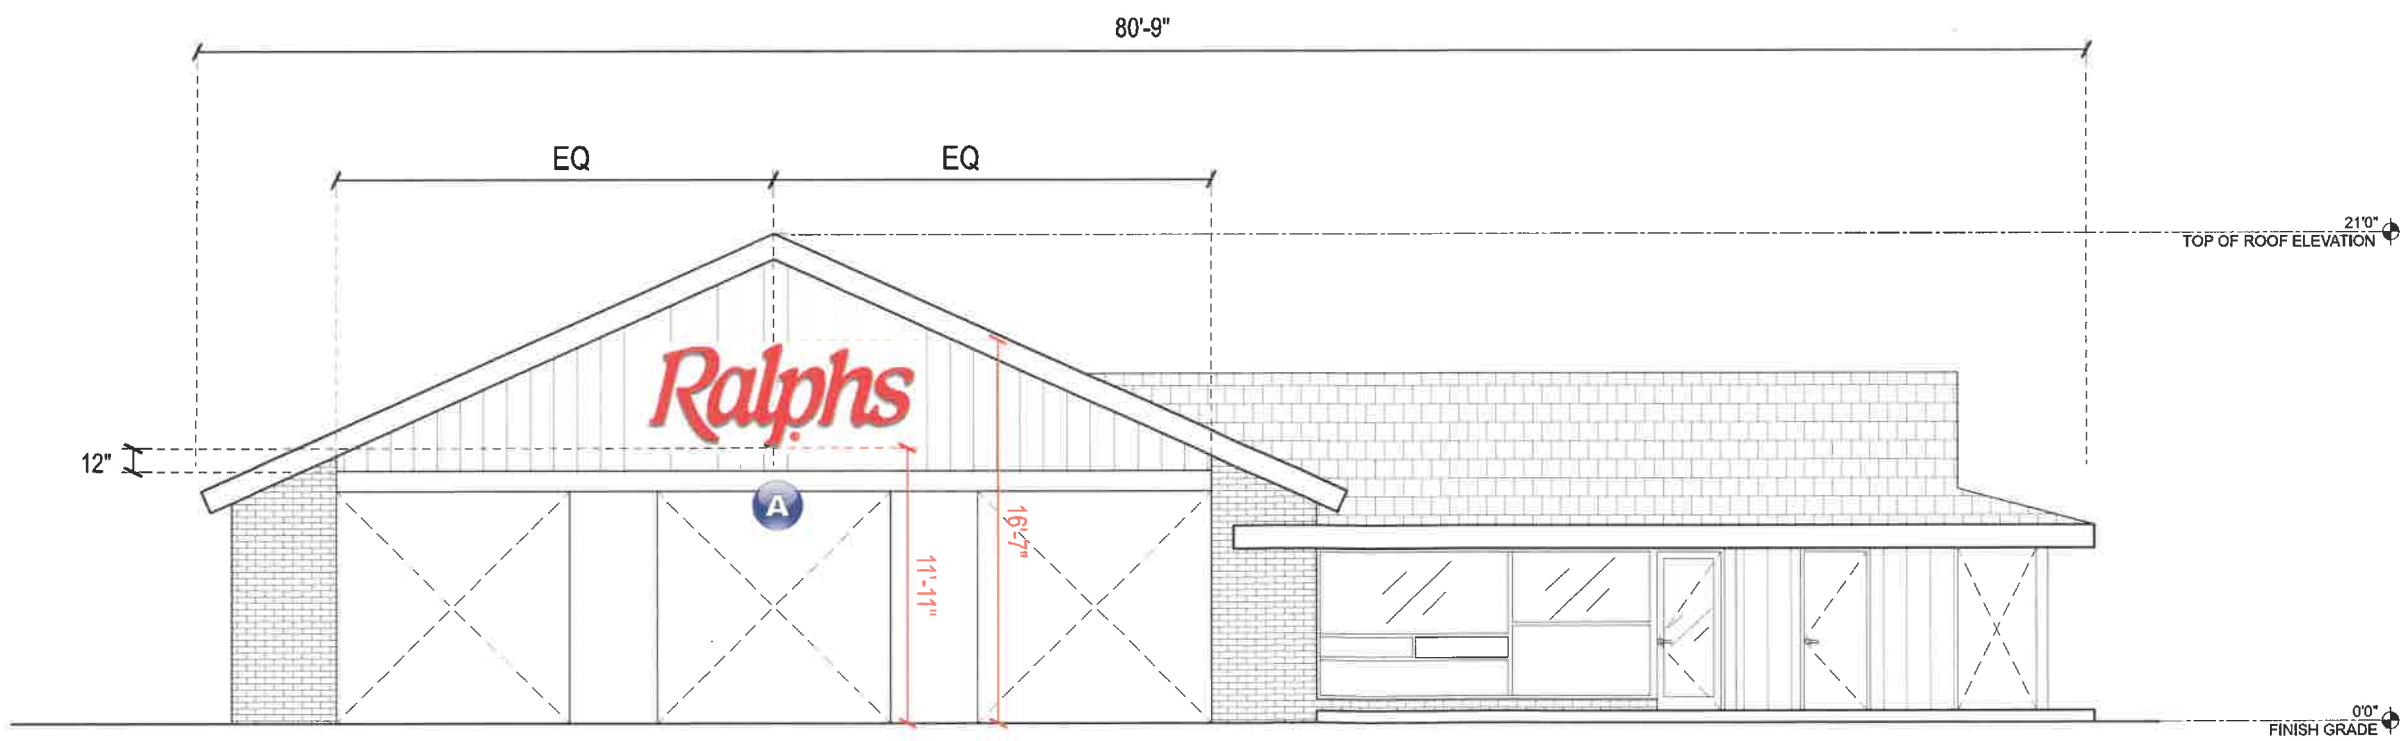 80'-9"
EQ
EQ
21'0"
TOP OF ROOF ELEVATION
Ralphs
12"
A
16'-7"
11'-11"
0'0"
FINISH GRADE